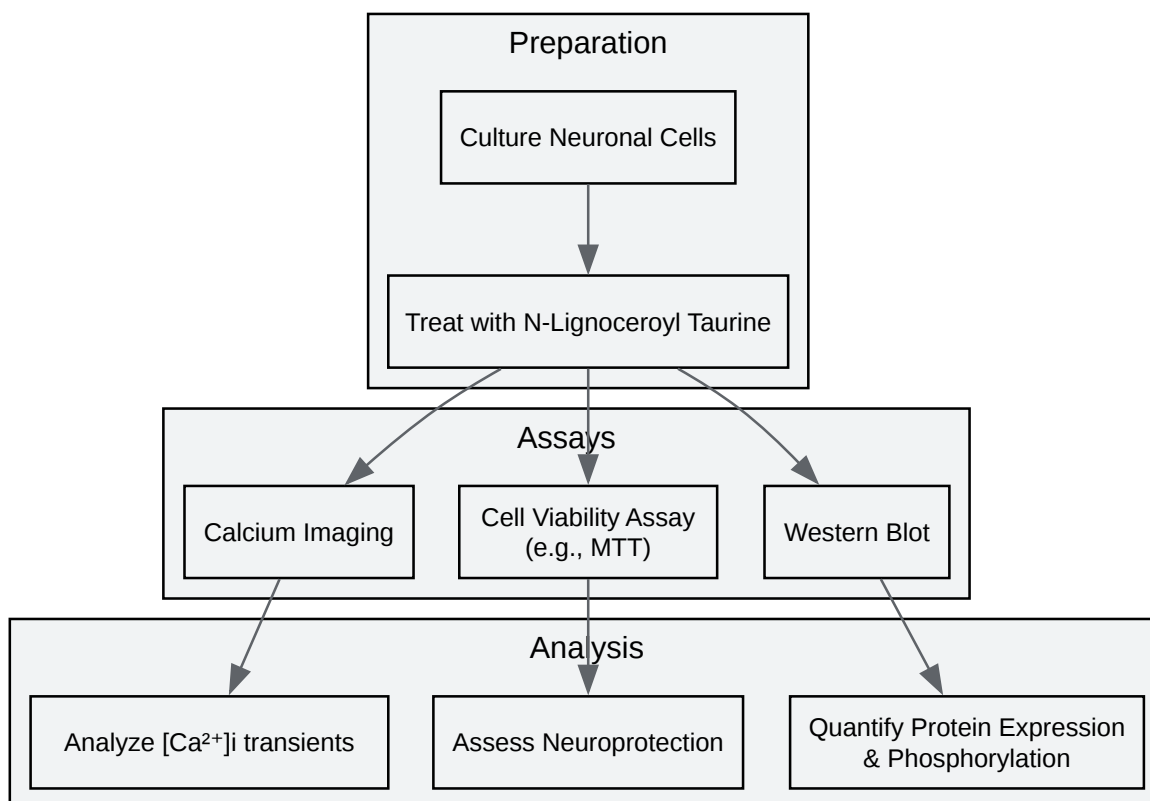 Preparation
Culture Neuronal Cells
Treat with N-Lignoceroyl Taurine
Assays
Calcium Imaging
Cell Viability Assay
(e.g., MTT)
Western Blot
Analysis
Analyze [Ca²⁺]i transients
Assess Neuroprotection
Quantify Protein Expression
& Phosphorylation